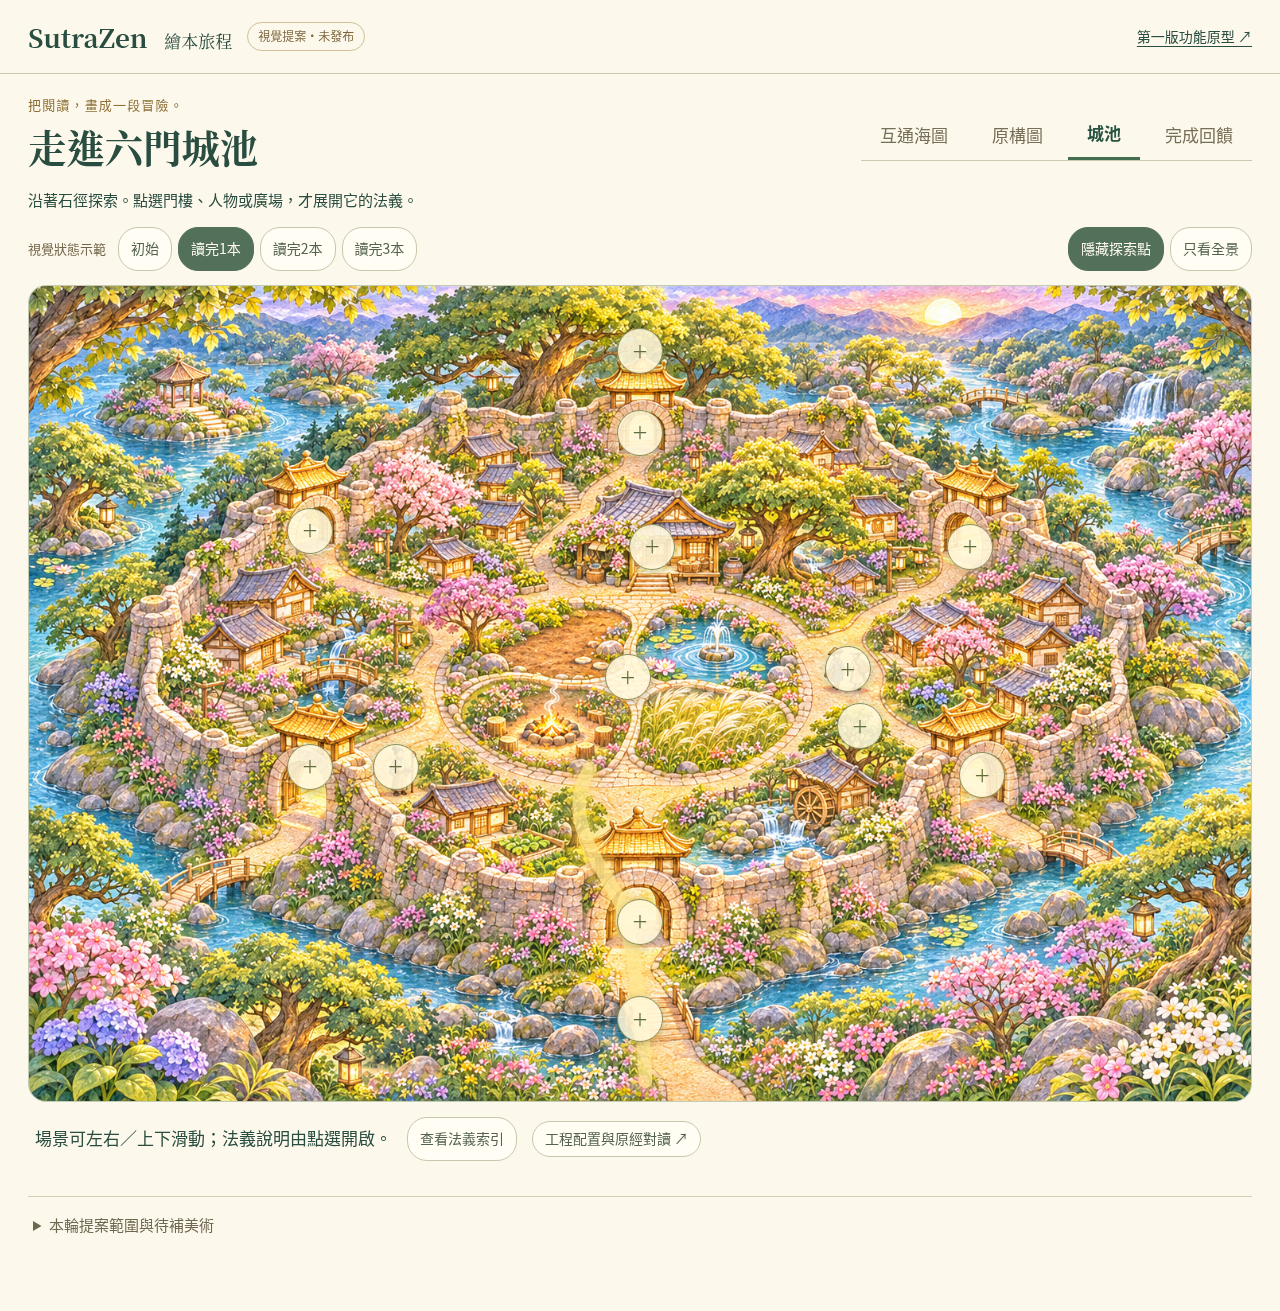 SutraZen 繪本旅程 視覺提案・未發布 第一版功能原型 ↗
把閱讀，畫成一段冒險。
走進六門城池
互通海圖 原構圖 城池 完成回饋
沿著石徑探索。點選門樓、人物或廣場，才展開它的法義。
視覺狀態示範 初始 讀完1本 讀完2本 讀完3本 隱藏探索點 只看全景
場景可左右／上下滑動；法義說明由點選開啟。 查看法義索引 工程配置與原經對讀 ↗
▶ 本輪提案範圍與待補美術